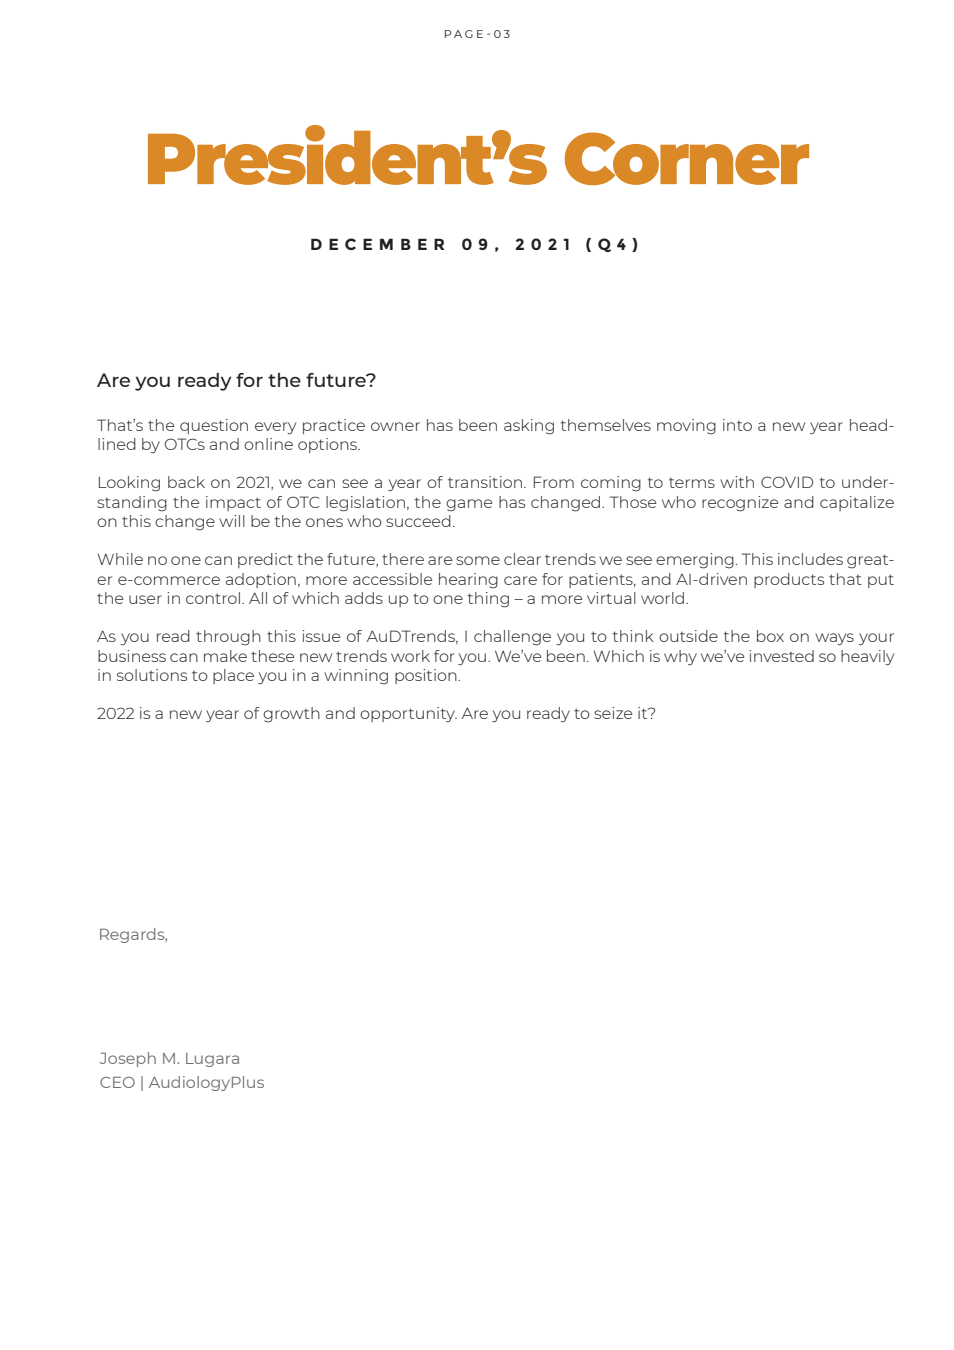 PAGE-03
President’s Corner
DECEMBER 09, 2021 (Q4)
Are you ready for the future?
That’s the question every practice owner has been asking themselves moving into a new year head-
lined by OTCs and online options.
Looking back on 2021, we can see a year of transition. From coming to terms with COVID to under-
standing the impact of OTC legislation, the game has changed. Those who recognize and capitalize
on this change will be the ones who succeed.
While no one can predict the future, there are some clear trends we see emerging. This includes great-
er e-commerce adoption, more accessible hearing care for patients, and AI-driven products that put
the user in control. All of which adds up to one thing – a more virtual world.
As you read through this issue of AuDTrends, I challenge you to think outside the box on ways your
business can make these new trends work for you. We’ve been. Which is why we’ve invested so heavily
in solutions to place you in a winning position.
2022 is a new year of growth and opportunity. Are you ready to seize it?
Regards,
Joseph M. Lugara
CEO | AudiologyPlus